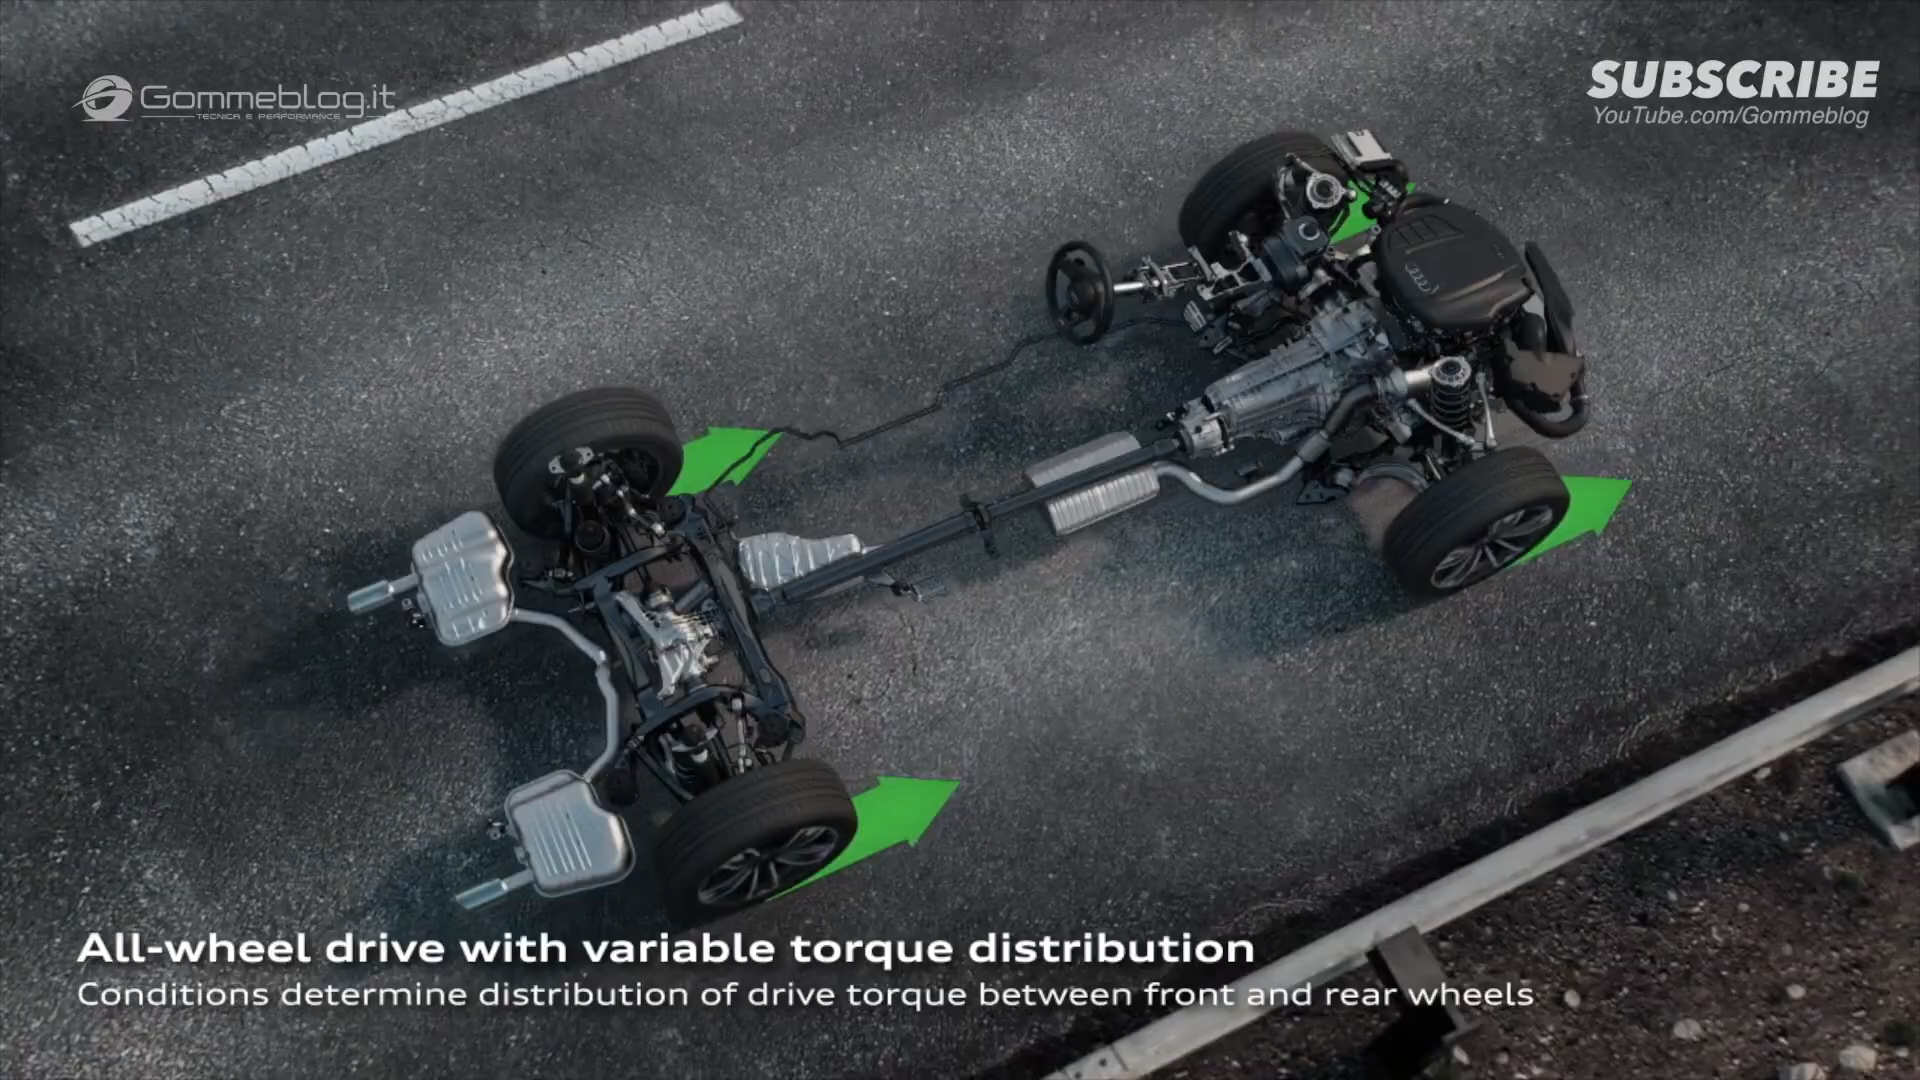 Gommeblog.it
TECNICA E PERFORMANCE
SUBSCRIBE
YouTube.com/Gommeblog
All-wheel drive with variable torque distribution
Conditions determine distribution of drive torque between front and rear wheels